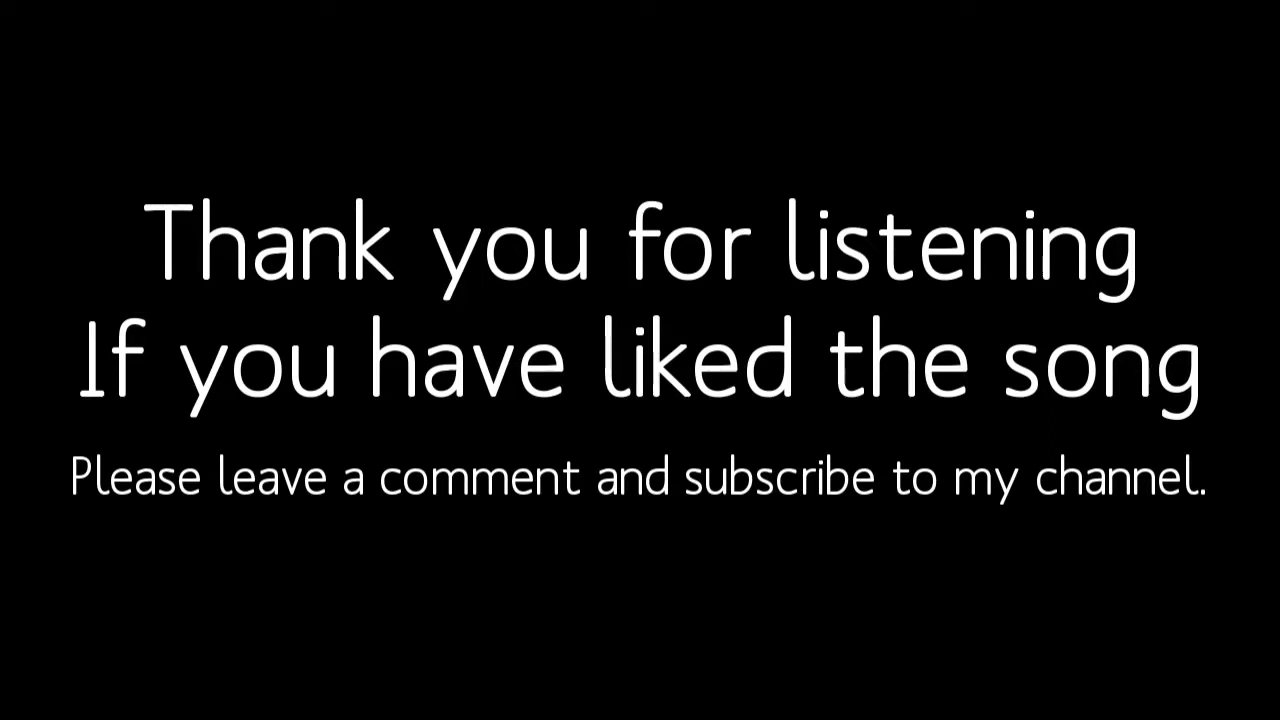 Thank you for listening
If you have liked the song
Please leave a comment and subscribe to my channel.